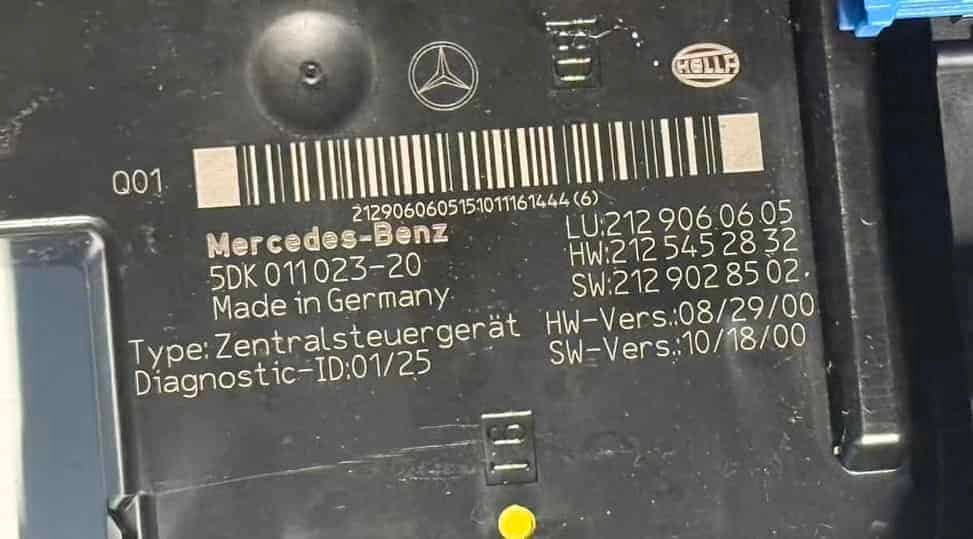 HELLA
Q01
2129060605151011161444(6)
Mercedes-Benz
5DK 011 023-20
Made in Germany
LU:212 906 06 05
HW:212 545 28 32
SW:212 902 85 02
Type: Zentralsteuergerät
Diagnostic-ID:01/25
HW-Vers.:08/29/00
SW-Vers.:10/18/00